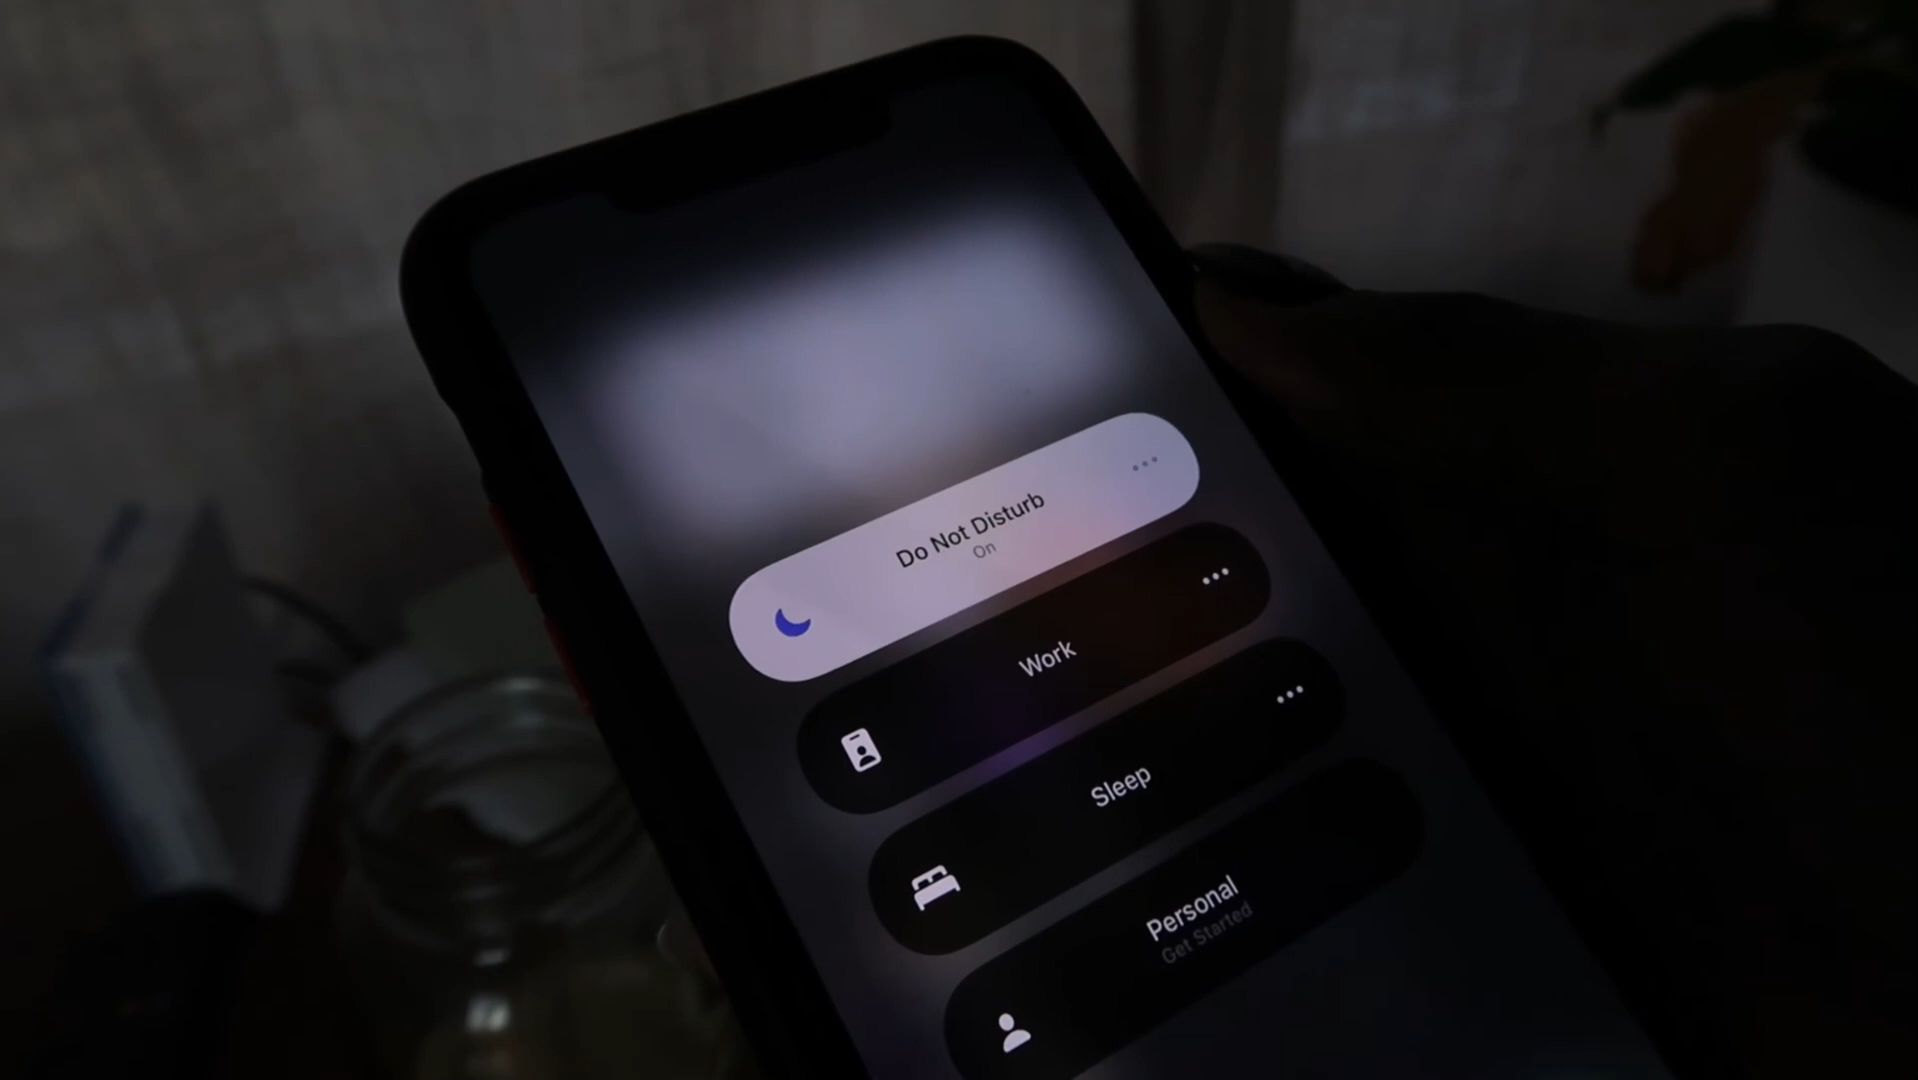 Do Not Disturb
On
Work
Sleep
Personal
Get Started